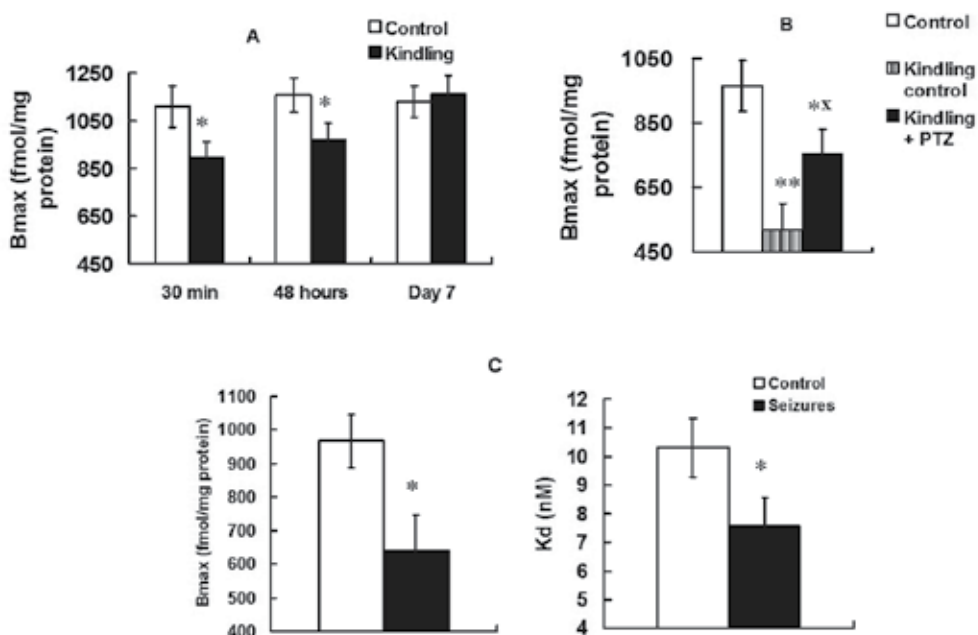 A
Control
Kindling
Bmax (fmol/mg
protein)
1250
1050
850
650
450
*
*
30 min
48 hours
Day 7
B
Control
Kindling
control
Kindling
+ PTZ
Bmax (fmol/mg
protein)
1050
850
650
450
**
*x
C
Bmax (fmol/mg protein)
1100
1000
900
800
700
600
500
400
*
Control
Seizures
Kd (nM)
12
11
10
9
8
7
6
5
4
*